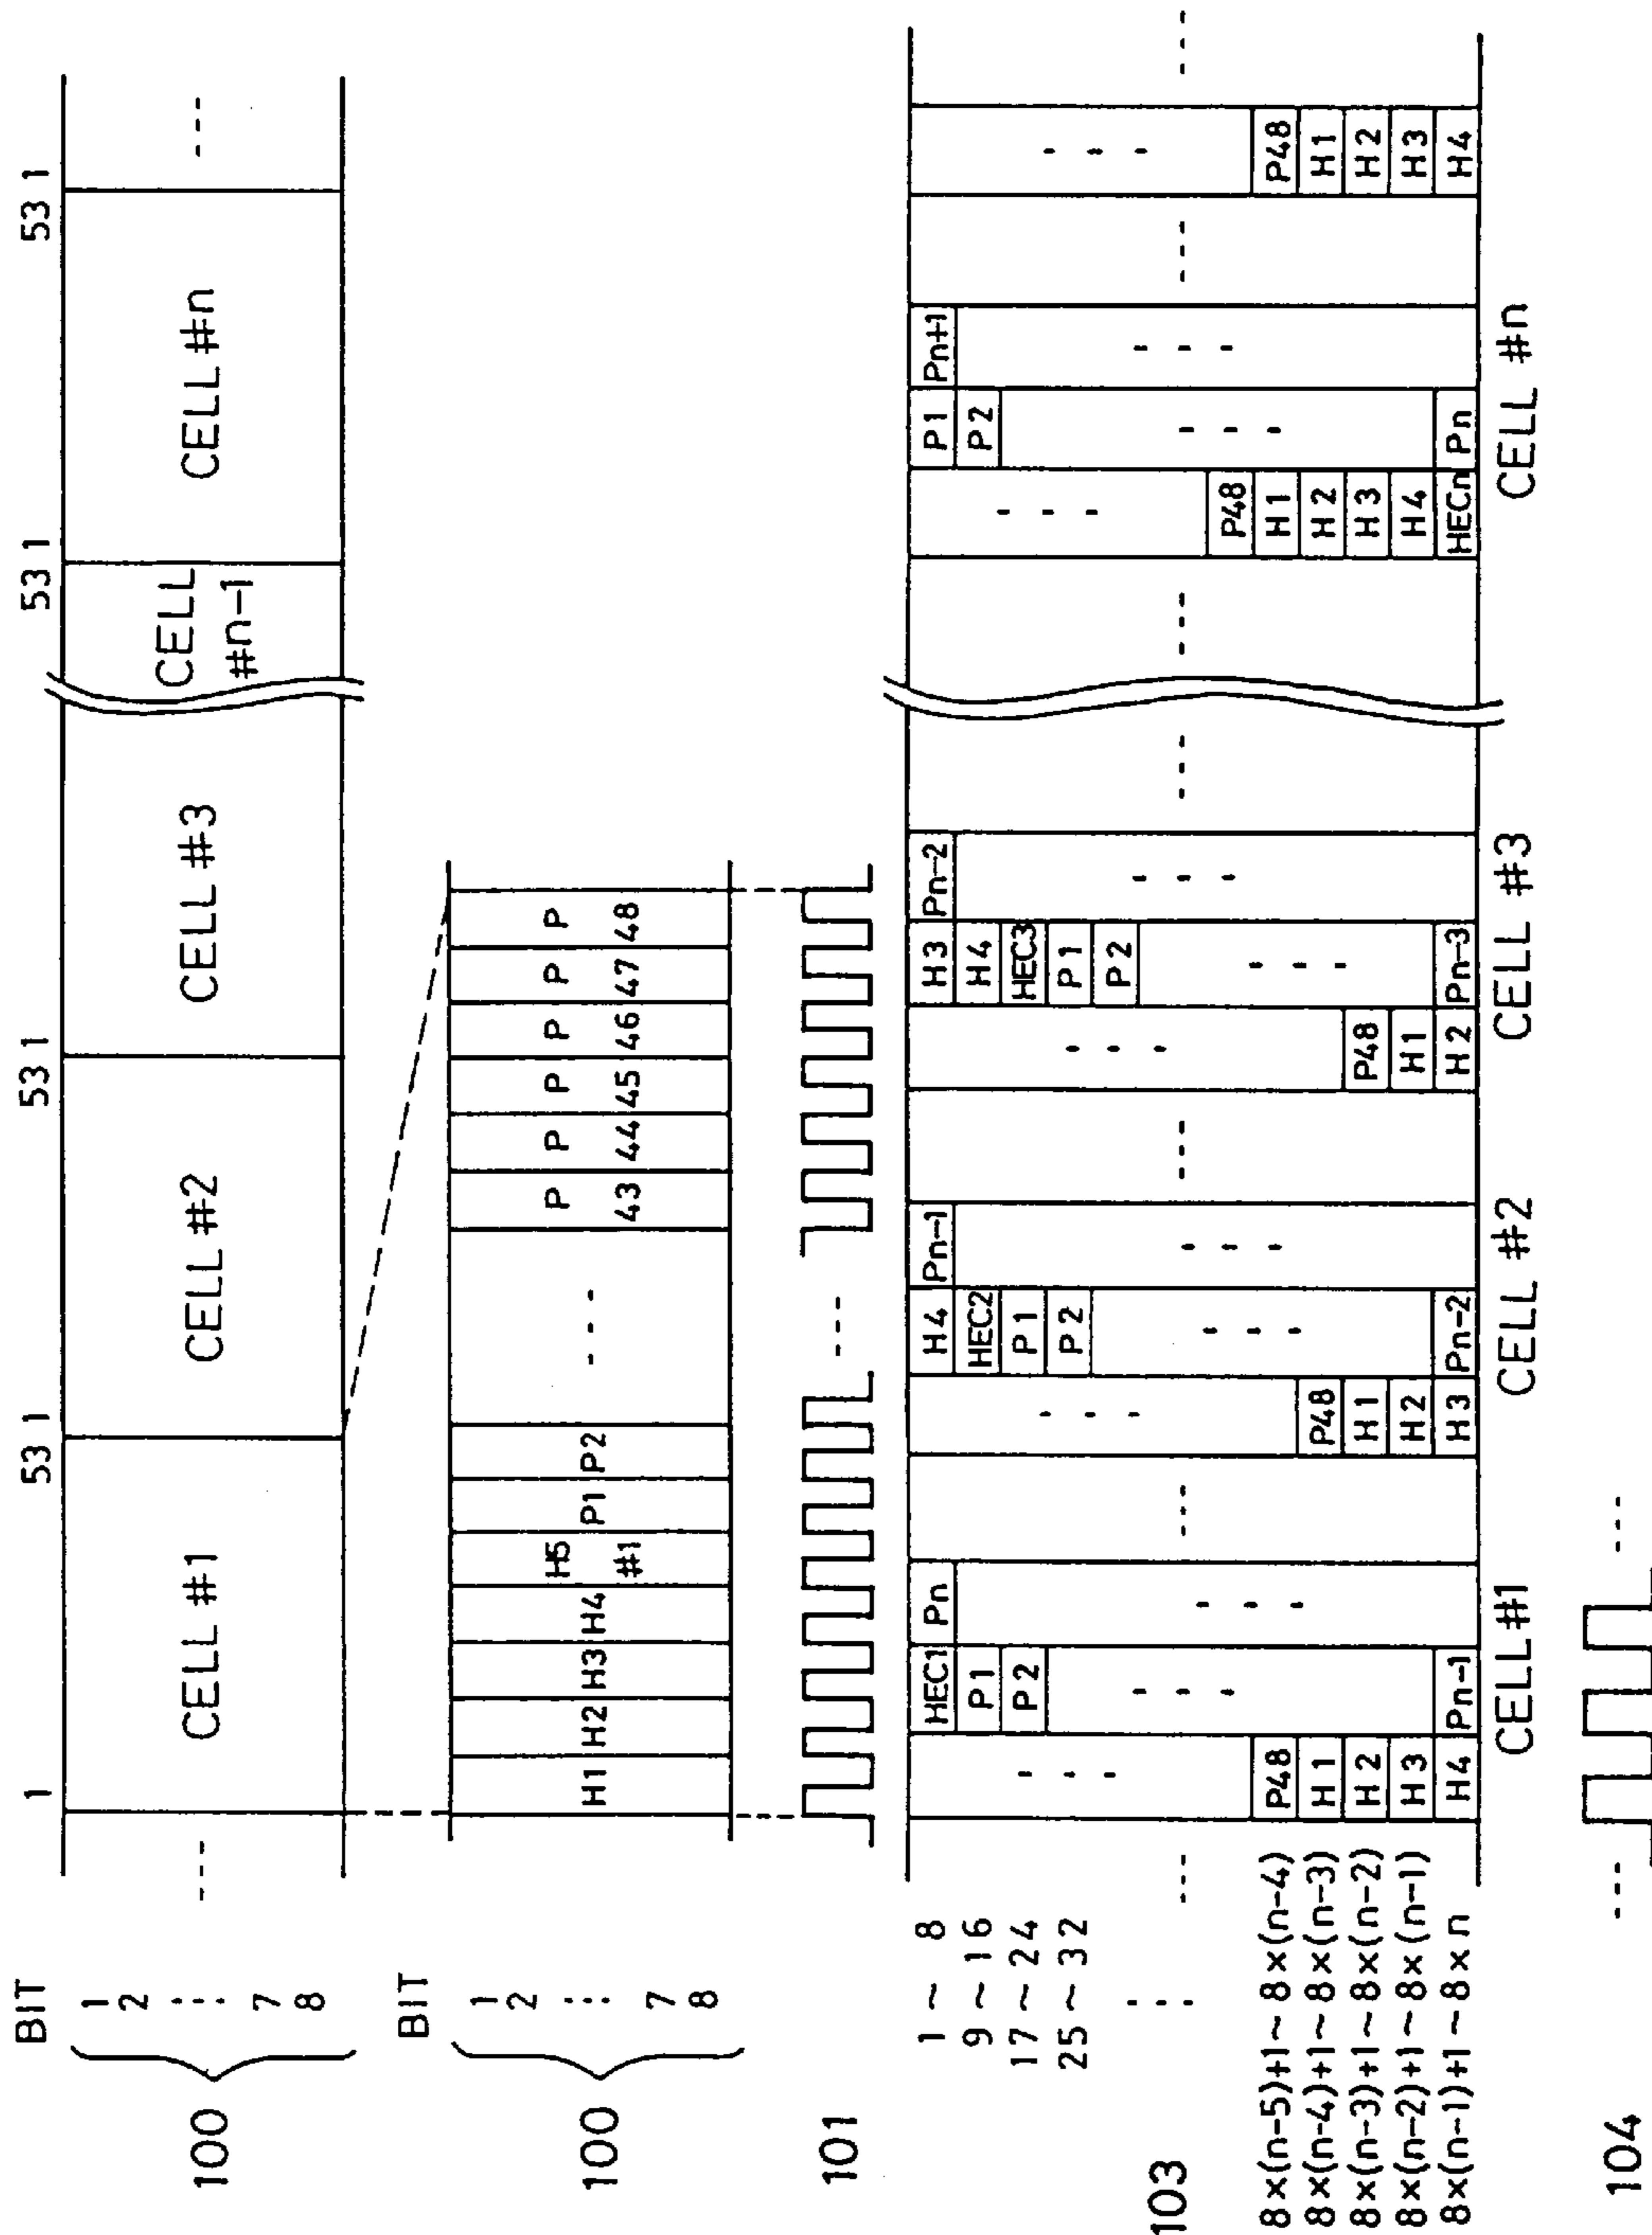 1 53 1 53 1 53 1 53 1
BIT
1
2
⋮
7
8
100
--- CELL #1 CELL #2 CELL #3 CELL #n-1 CELL #n ---
BIT
1
2
⋮
7
8
100
H1 H2 H3 H4 H5 #1 P1 P2 --- P 43 P 44 P 45 P 46 P 47 P 48
101
---
103
1 ~ 8
9 ~ 16
17 ~ 24
25 ~ 32
⋮
8×(n-5)+1~8×(n-4)
8×(n-4)+1~8×(n-3)
8×(n-3)+1~8×(n-2)
8×(n-2)+1~8×(n-1)
8×(n-1)+1~8×n
HEC1 Pn H4 Pn-1 H3 Pn-2 P1 Pn+1
P1 HEC2 H4 P2
P2 P1 HEC3
P2 P1
P2
P48
P48 H1 P48
H1 P48 H2 H1
H2 H1 P48 H3 H2
H3 H2 H1 H4 H3
H4 Pn-1 H3 Pn-2 H2 Pn-3 HECn Pn H4
CELL #1 CELL #2 CELL #3 CELL #n
104
--- ---